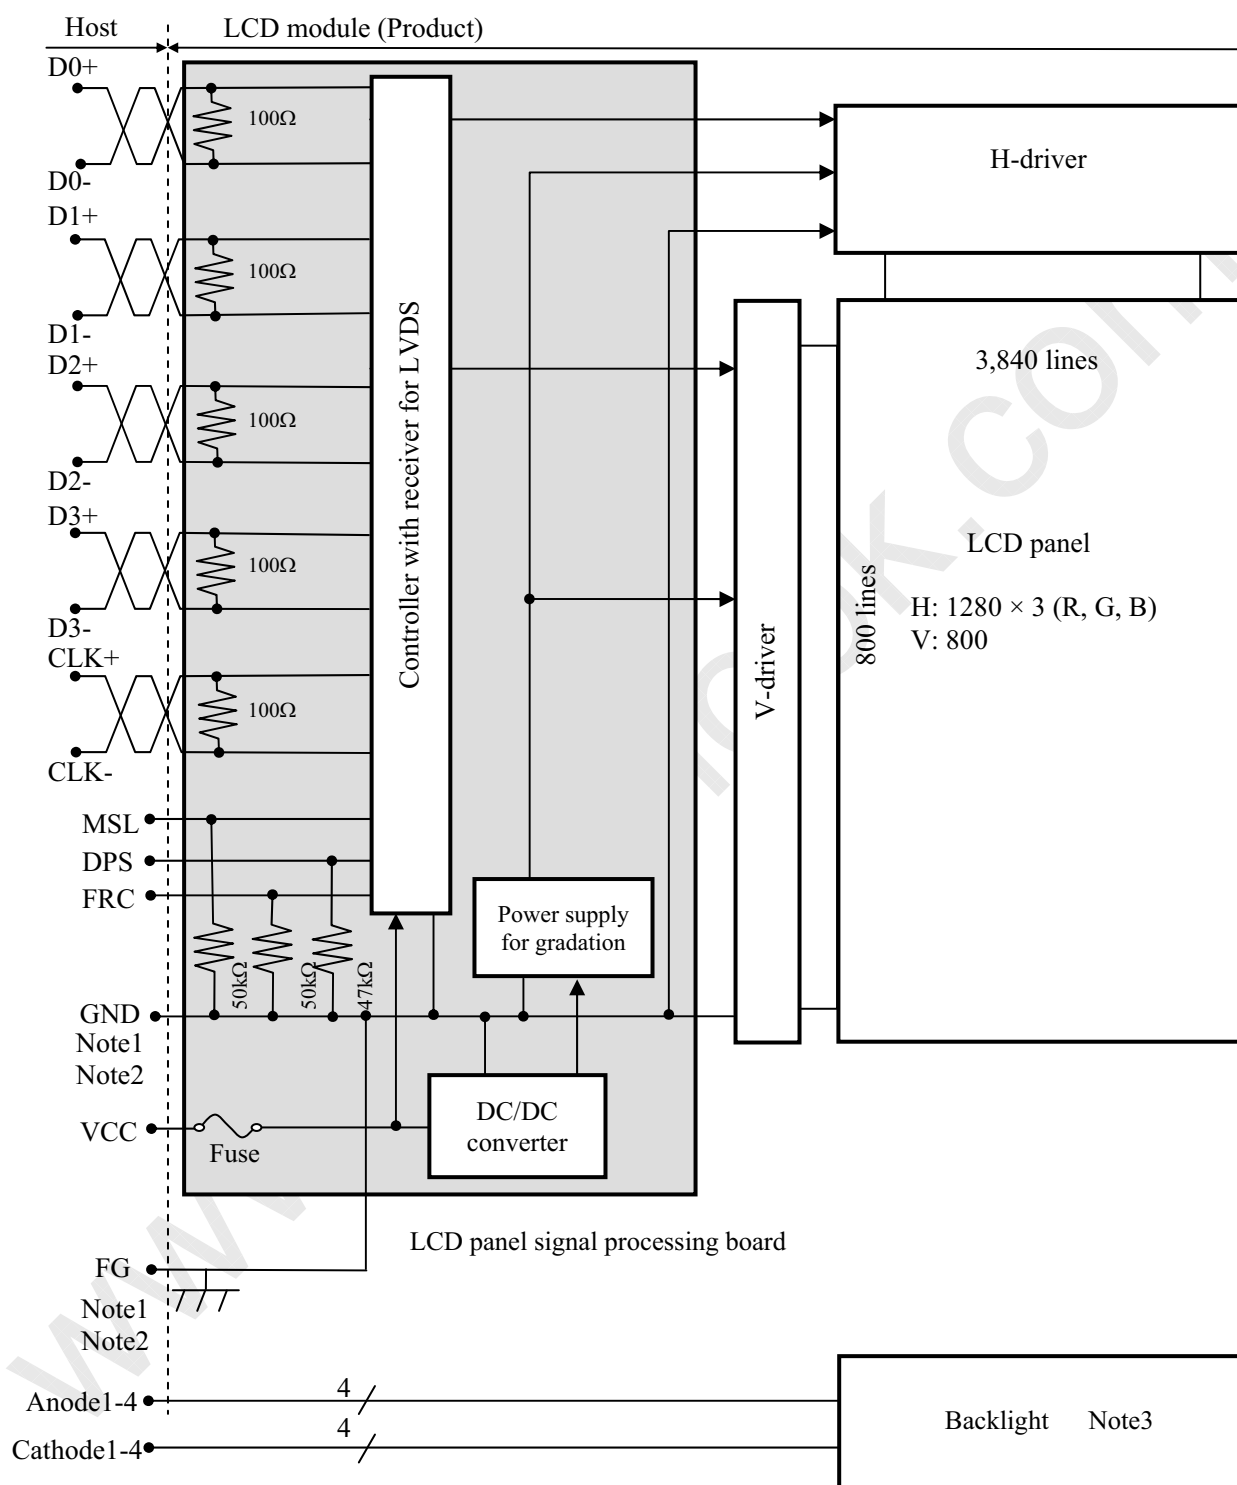 Host
LCD module (Product)
D0+
100Ω
D0-
H-driver
D1+
100Ω
D1-
D2+
100Ω
D2-
D3+
100Ω
D3-
CLK+
100Ω
CLK-
Controller with receiver for LVDS
3,840 lines
LCD panel
800 lines
H: 1280 × 3 (R, G, B)
V: 800
V-driver
MSL
DPS
FRC
50kΩ
50kΩ
47kΩ
Power supply
for gradation
GND
Note1
Note2
VCC
Fuse
DC/DC
converter
LCD panel signal processing board
FG
Note1
Note2
Anode1-4
4
Cathode1-4
4
Backlight Note3